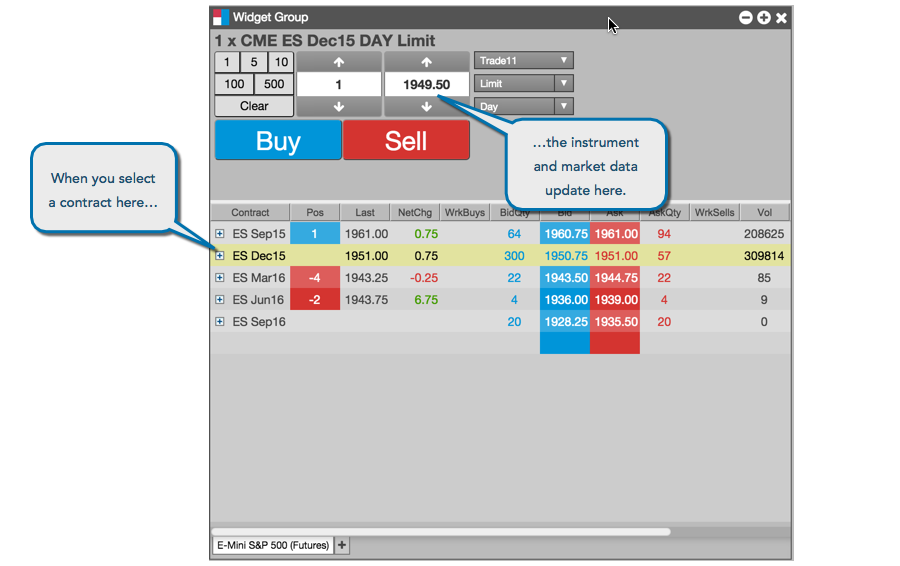 Widget Group
1 x CME ES Dec15 DAY Limit
1 5 10
100 500
Clear
1
1949.50
Trade11
Limit
Day
Buy Sell
When you select
a contract here…
…the instrument
and market data
update here.
Contract Pos Last NetChg WrkBuys BidQty Bid Ask AskQty WrkSells Vol
ES Sep15 1 1961.00 0.75 64 1960.75 1961.00 94 208625
ES Dec15 1951.00 0.75 300 1950.75 1951.00 57 309814
ES Mar16 -4 1943.25 -0.25 22 1943.50 1944.75 22 85
ES Jun16 -2 1943.75 6.75 4 1936.00 1939.00 4 9
ES Sep16 20 1928.25 1935.50 20 0
E-Mini S&P 500 (Futures) +